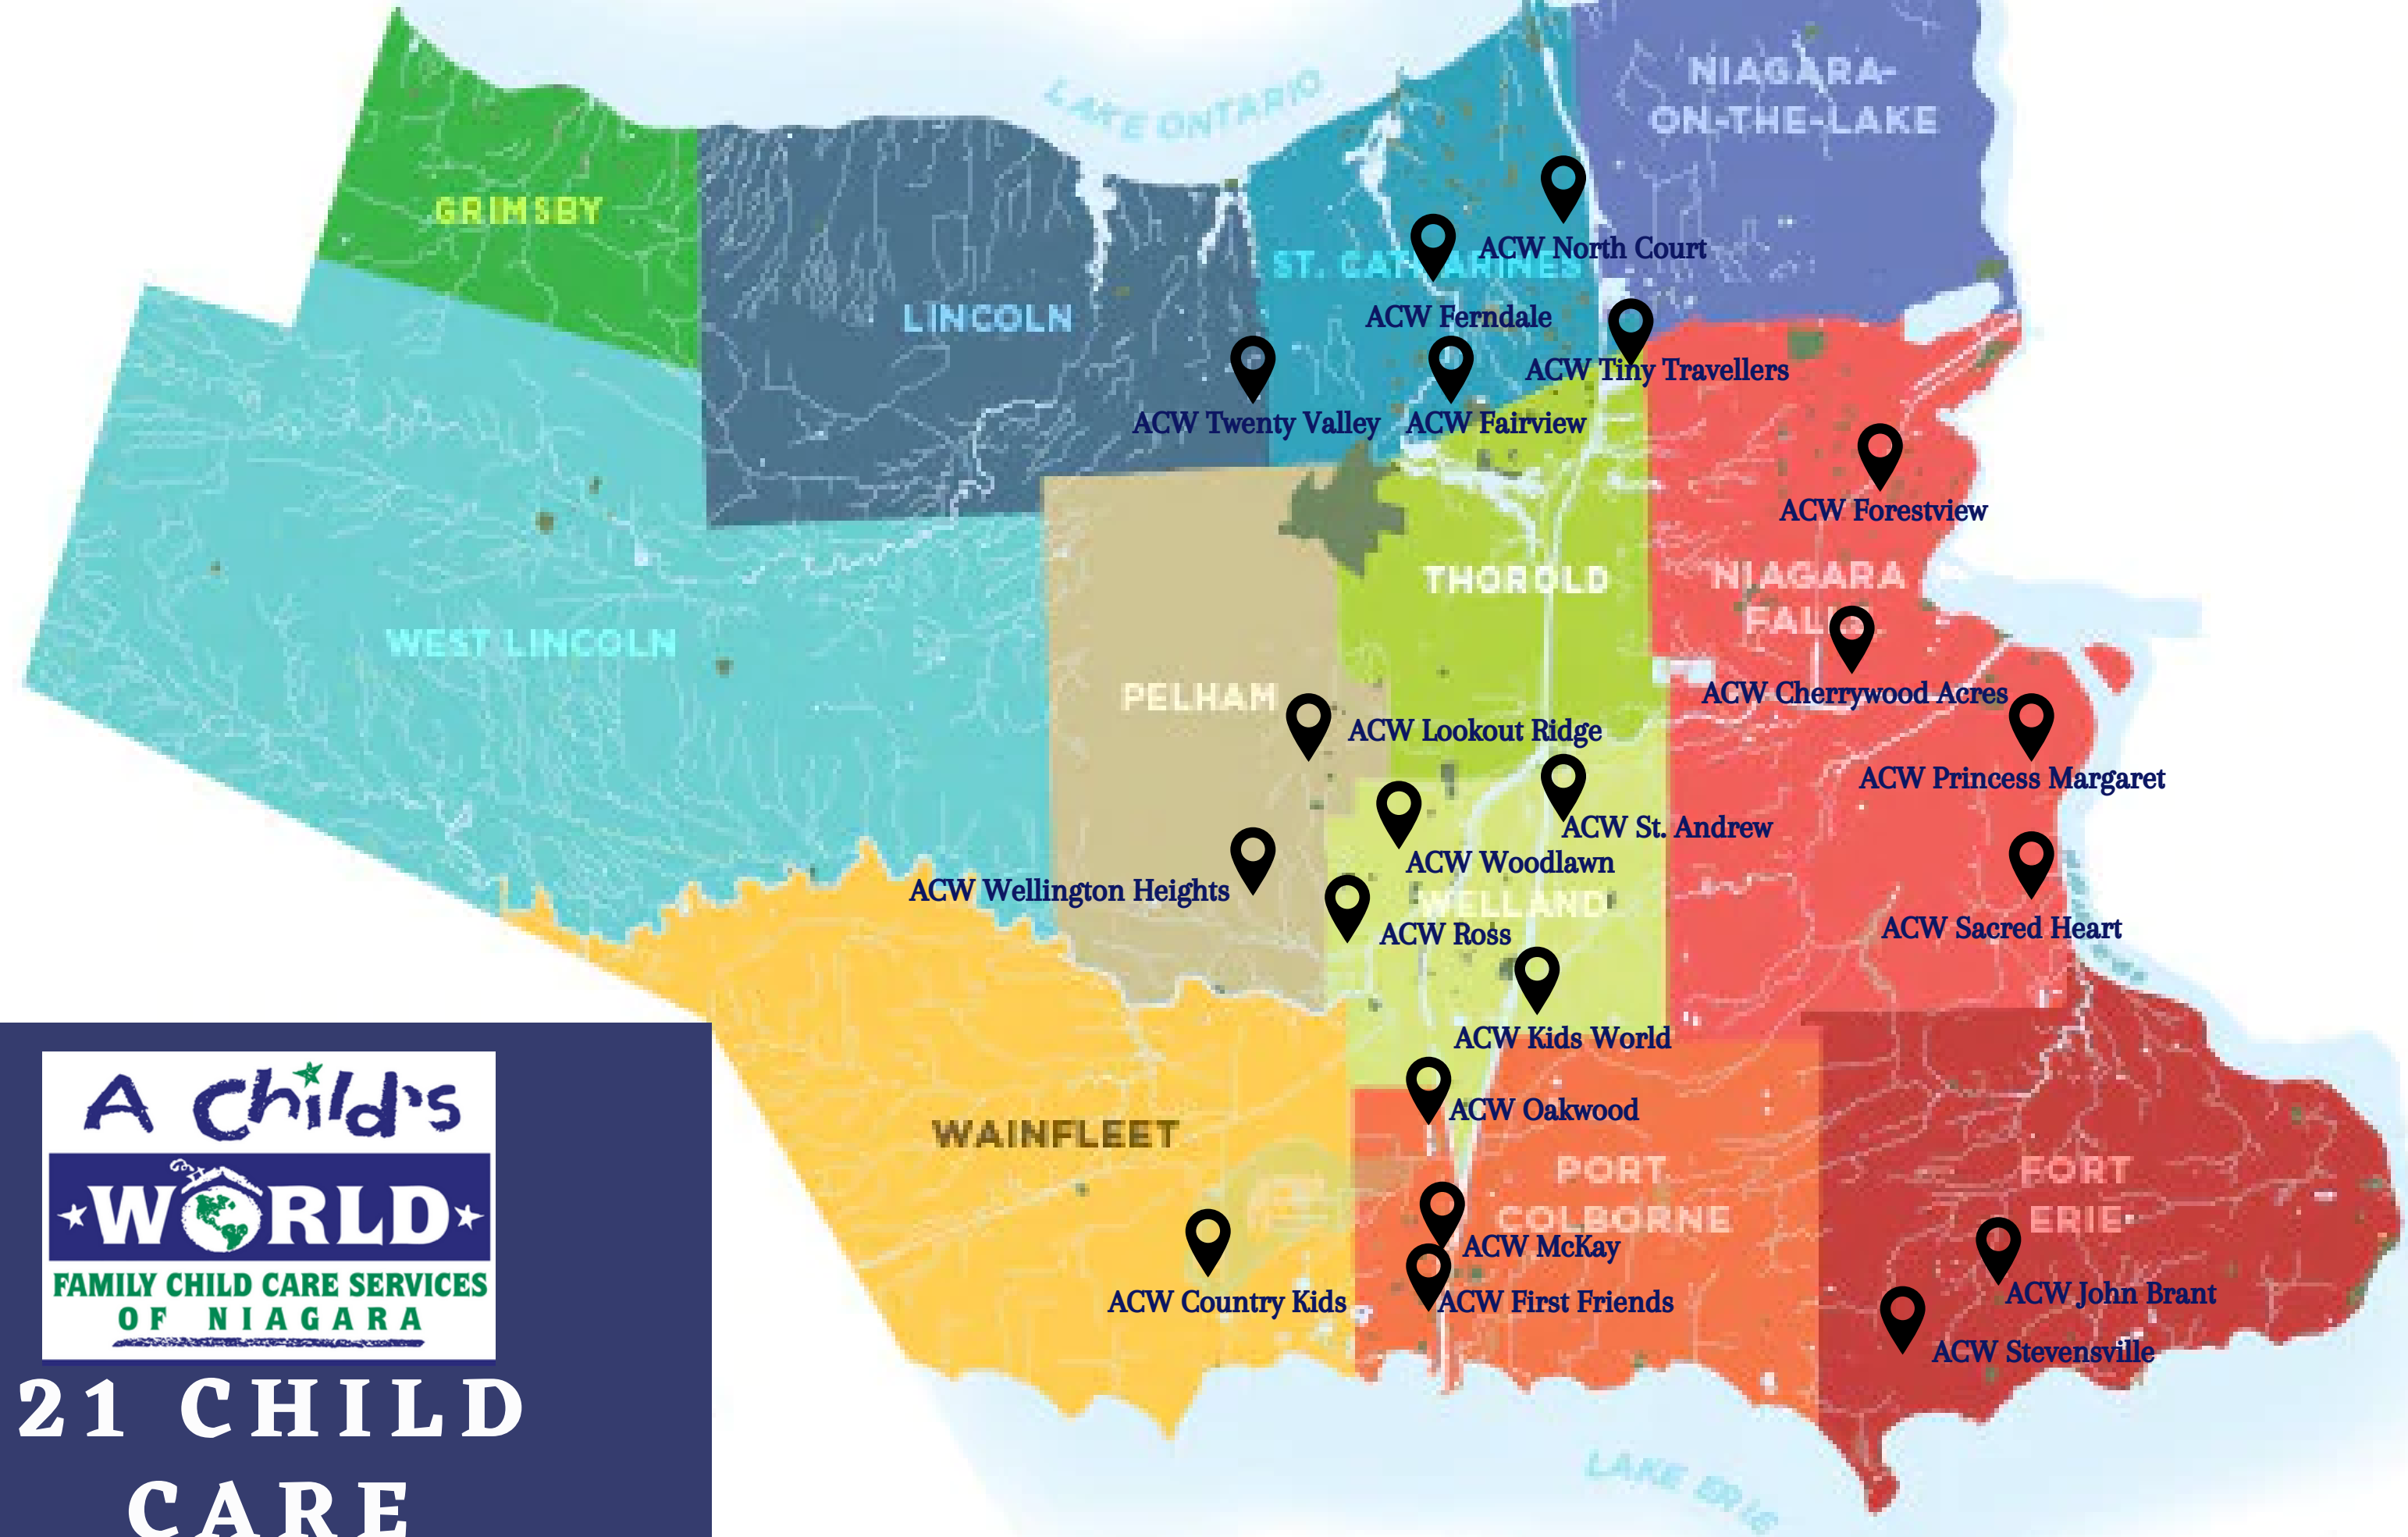 LAKE ONTARIO
NIAGARA-
ON-THE-LAKE
GRIMSBY
ACW North Court
ST. CATHARINES
LINCOLN
ACW Ferndale
ACW Tiny Travellers
ACW Twenty Valley
ACW Fairview
ACW Forestview
THOROLD
NIAGARA
FALLS
WEST LINCOLN
PELHAM
ACW Cherrywood Acres
ACW Lookout Ridge
ACW Princess Margaret
ACW St. Andrew
ACW Woodlawn
ACW Wellington Heights
WELLAND
ACW Ross
ACW Sacred Heart
ACW Kids World
ACW Oakwood
WAINFLEET
PORT
COLBORNE
FORT
ERIE
ACW McKay
ACW Country Kids
ACW First Friends
ACW John Brant
ACW Stevensville
LAKE ERIE
A Child's
WORLD
FAMILY CHILD CARE SERVICES
OF NIAGARA
21 CHILD
CARE